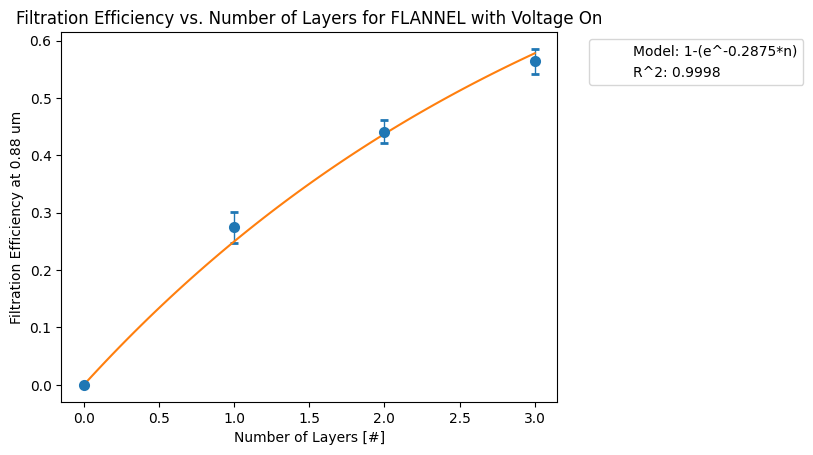 Filtration Efficiency vs. Number of Layers for FLANNEL with Voltage On
Model: 1-(e^-0.2875*n)
R^2: 0.9998
Filtration Efficiency at 0.88 um
0.6
0.5
0.4
0.3
0.2
0.1
0.0
0.0 0.5 1.0 1.5 2.0 2.5 3.0
Number of Layers [#]